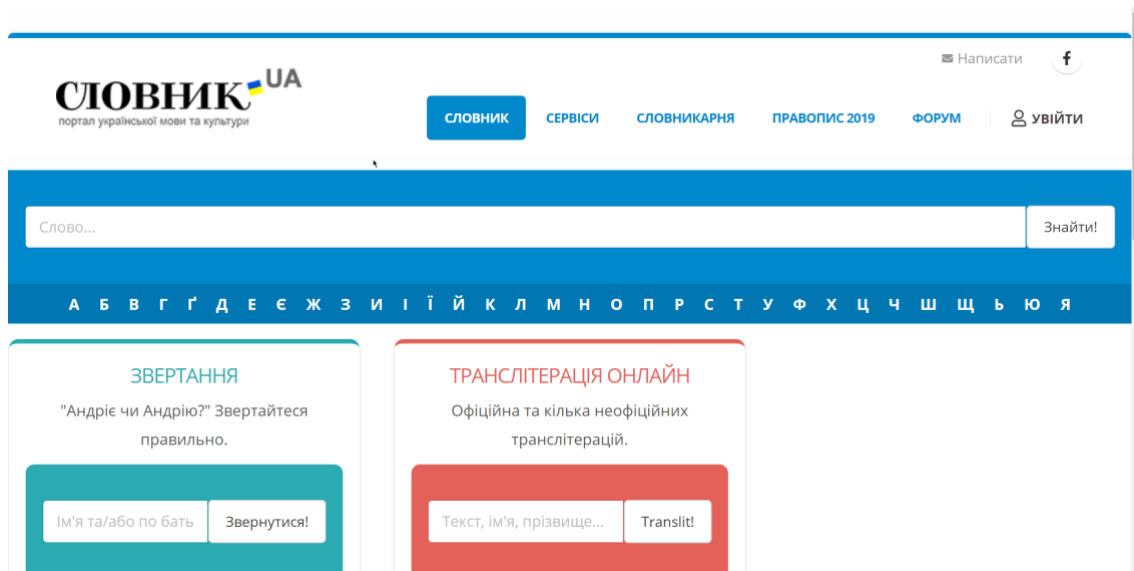 Написати
СЛОВНИК UA
портал української мови та культури
СЛОВНИК СЕРВІСИ СЛОВНИКАРНЯ ПРАВОПИС 2019 ФОРУМ УВІЙТИ
Слово... Знайти!
А Б В Г Ґ Д Е Є Ж З И І Ї Й К Л М Н О П Р С Т У Ф Х Ц Ч Ш Щ Ь Ю Я
ЗВЕРТАННЯ
"Андріє чи Андрію?" Звертайтеся
правильно.
Ім'я та/або по бать Звернутися!
ТРАНСЛІТЕРАЦІЯ ОНЛАЙН
Офіційна та кілька неофіційних
транслітерацій.
Текст, ім'я, прізвище... Translit!